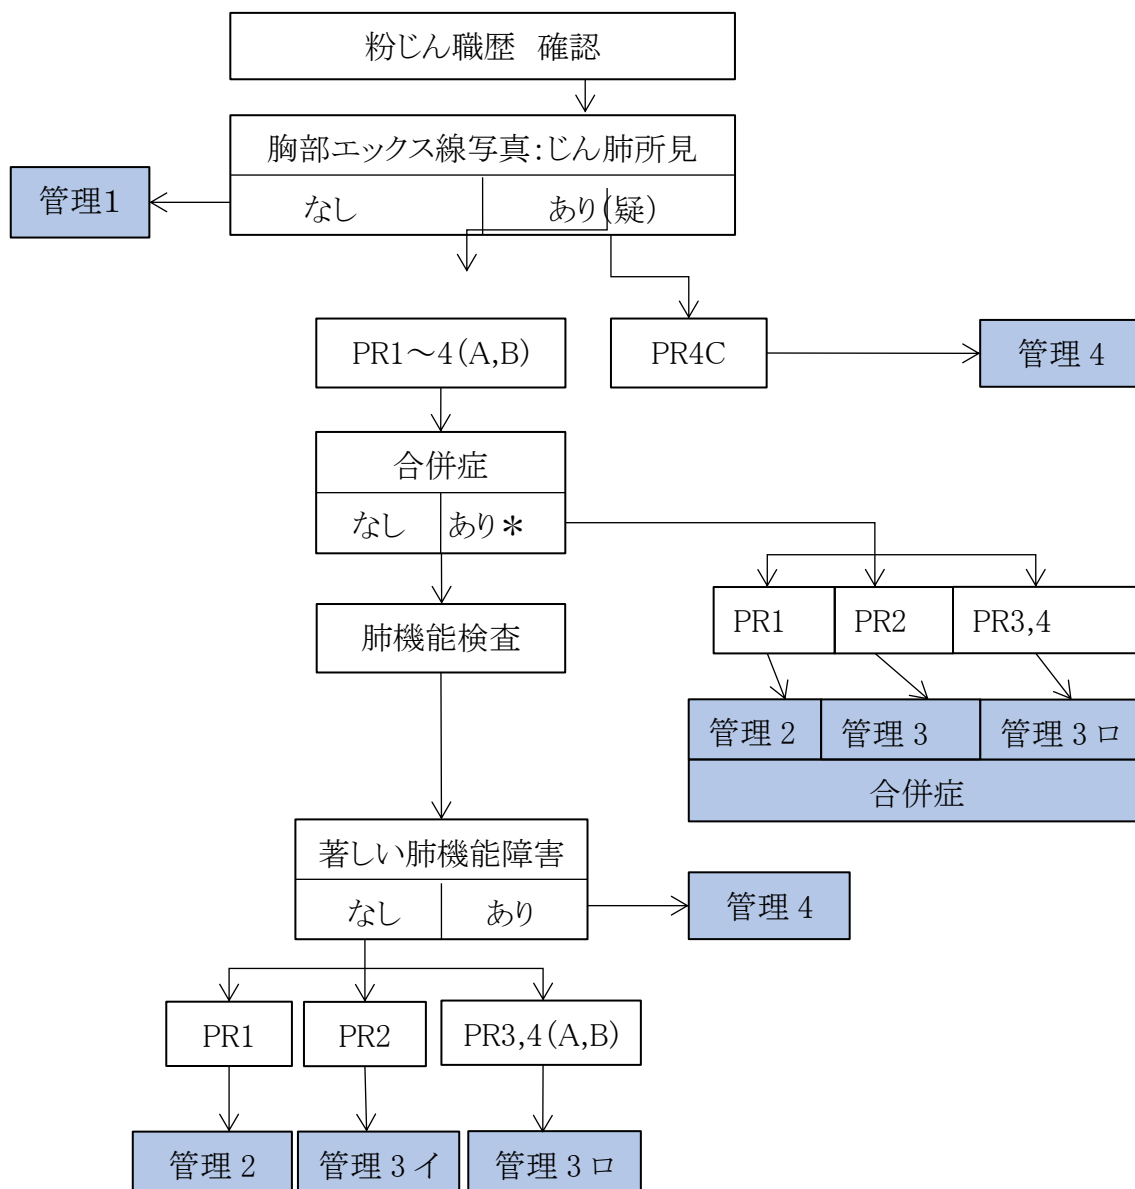 粉じん職歴 確認
胸部エックス線写真:じん肺所見
なし あり(疑)
管理1
PR1～4(A,B)
PR4C
管理4
合併症
なし あり＊
肺機能検査
PR1 PR2 PR3,4
管理2 管理3 管理3ロ
合併症
著しい肺機能障害
なし あり
管理4
PR1 PR2 PR3,4(A,B)
管理2 管理3イ 管理3ロ